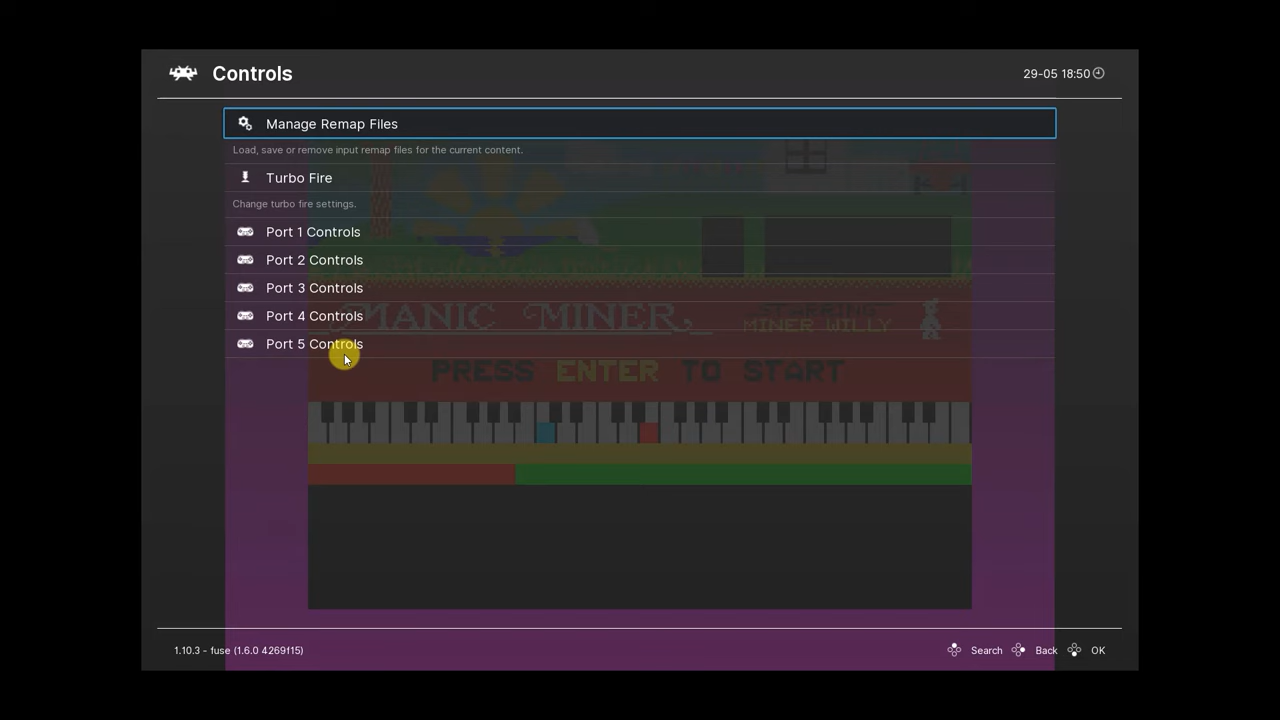 Controls
29-05 18:50
Manage Remap Files
Load, save or remove input remap files for the current content.
Turbo Fire
Change turbo fire settings.
Port 1 Controls
Port 2 Controls
Port 3 Controls
Port 4 Controls
Port 5 Controls
MANIC MINER
STARRING
MINER WILLY
PRESS ENTER TO START
1.10.3 - fuse (1.6.0 4269f15)
Search Back OK